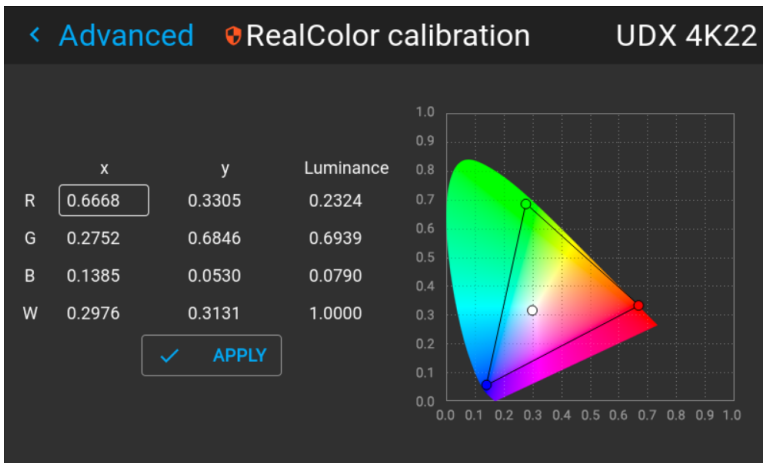 < Advanced RealColor calibration UDX 4K22
x y Luminance
R 0.6668 0.3305 0.2324
G 0.2752 0.6846 0.6939
B 0.1385 0.0530 0.0790
W 0.2976 0.3131 1.0000
APPLY
1.0
0.9
0.8
0.7
0.6
0.5
0.4
0.3
0.2
0.1
0.0
0.0 0.1 0.2 0.3 0.4 0.5 0.6 0.7 0.8 0.9 1.0